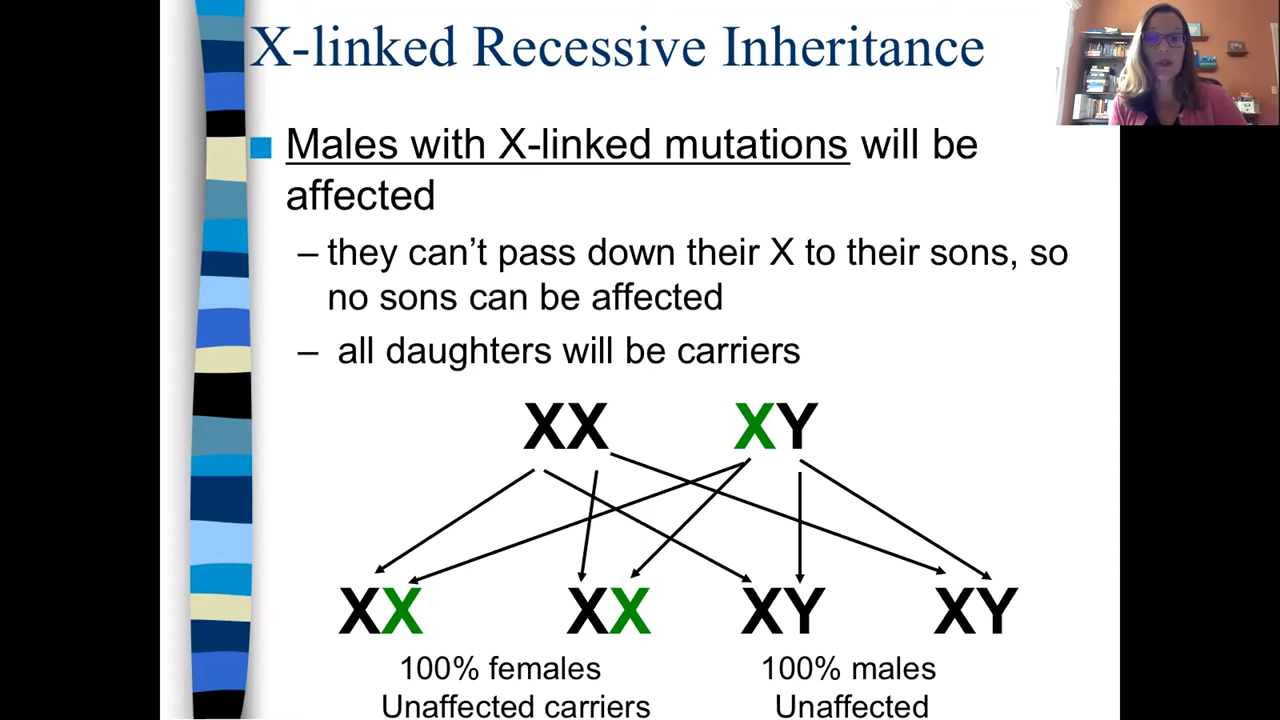 X-linked Recessive Inheritance
Males with X-linked mutations will be
affected
– they can't pass down their X to their sons, so
no sons can be affected
– all daughters will be carriers
XX XY
XX XX XY XY
100% females 100% males
Unaffected carriers Unaffected